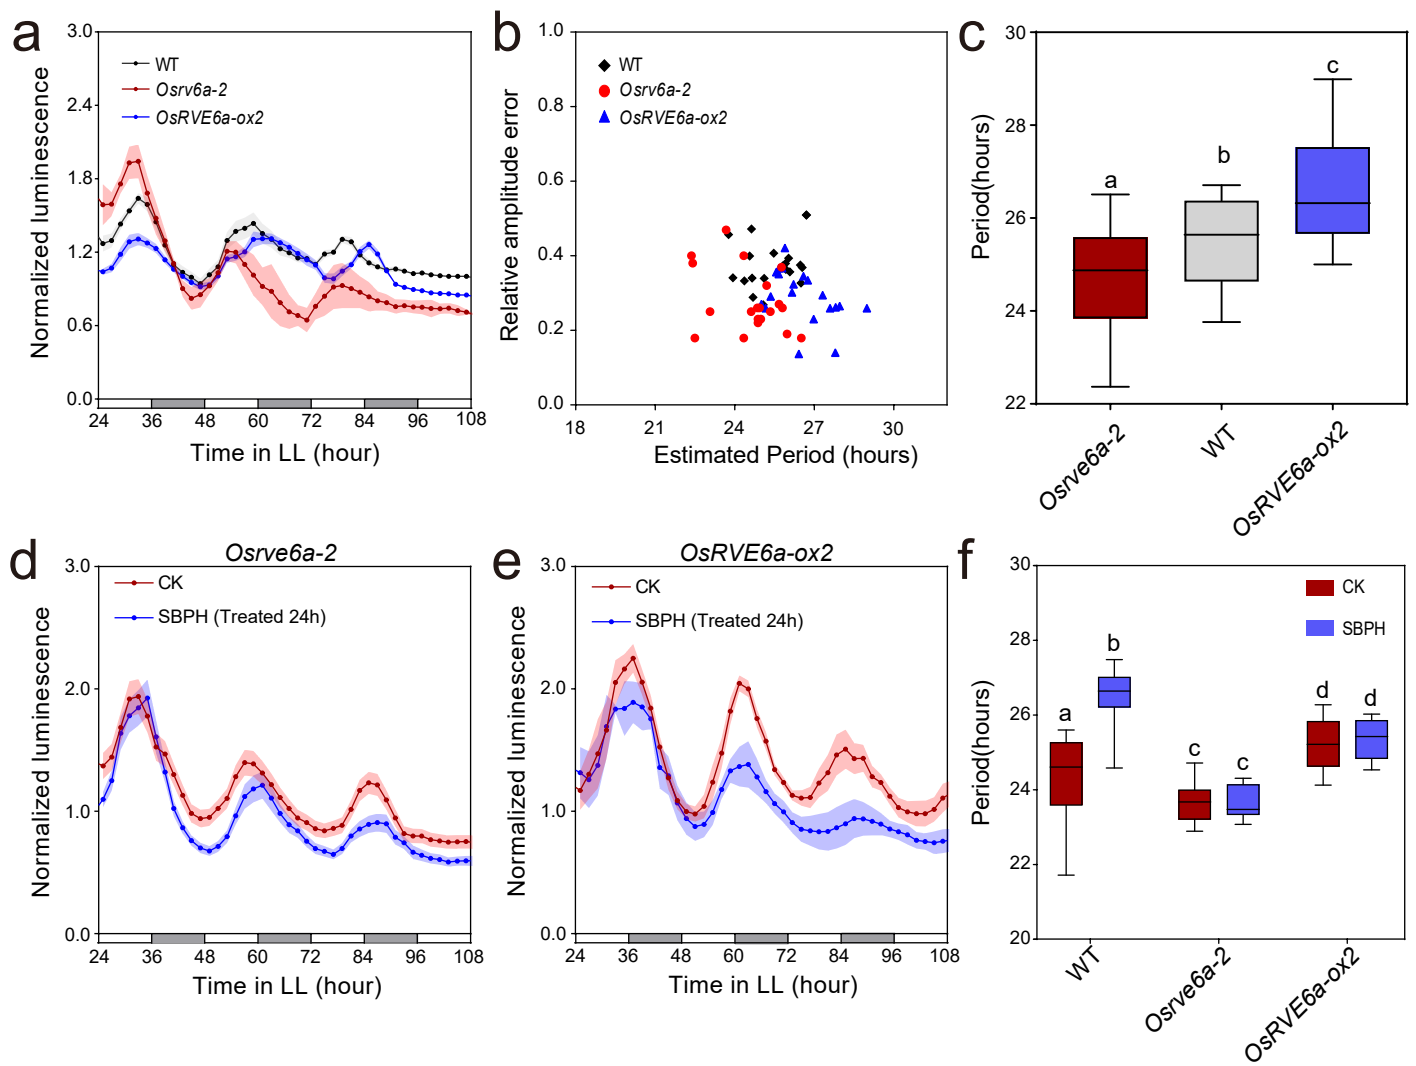 a
3.0
2.4
1.8
1.2
0.6
0.0
Normalized luminescence
WT
Osrv6a-2
OsRVE6a-ox2
24 36 48 60 72 84 96 108
Time in LL (hour)
b
1.0
0.8
0.6
0.4
0.2
0.0
Relative amplitude error
WT
Osrv6a-2
OsRVE6a-ox2
18 21 24 27 30
Estimated Period (hours)
c
30
28
26
24
22
Period(hours)
a
b
c
Osrve6a-2
WT
OsRVE6a-ox2
d
Osrve6a-2
3.0
2.0
1.0
0.0
Normalized luminescence
CK
SBPH (Treated 24h)
24 36 48 60 72 84 96 108
Time in LL (hour)
e
OsRVE6a-ox2
3.0
2.0
1.0
0.0
Normalized luminescence
CK
SBPH (Treated 24h)
24 36 48 60 72 84 96 108
Time in LL (hour)
f
30
28
26
24
22
20
Period(hours)
CK
SBPH
a
b
c
c
d
d
WT
Osrve6a-2
OsRVE6a-ox2